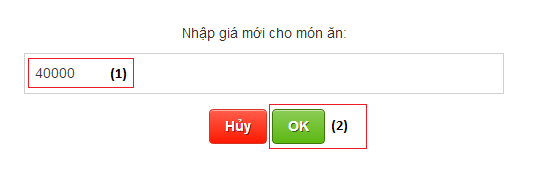 Nhập giá mới cho món ăn:
40000 (1)
Hủy OK (2)